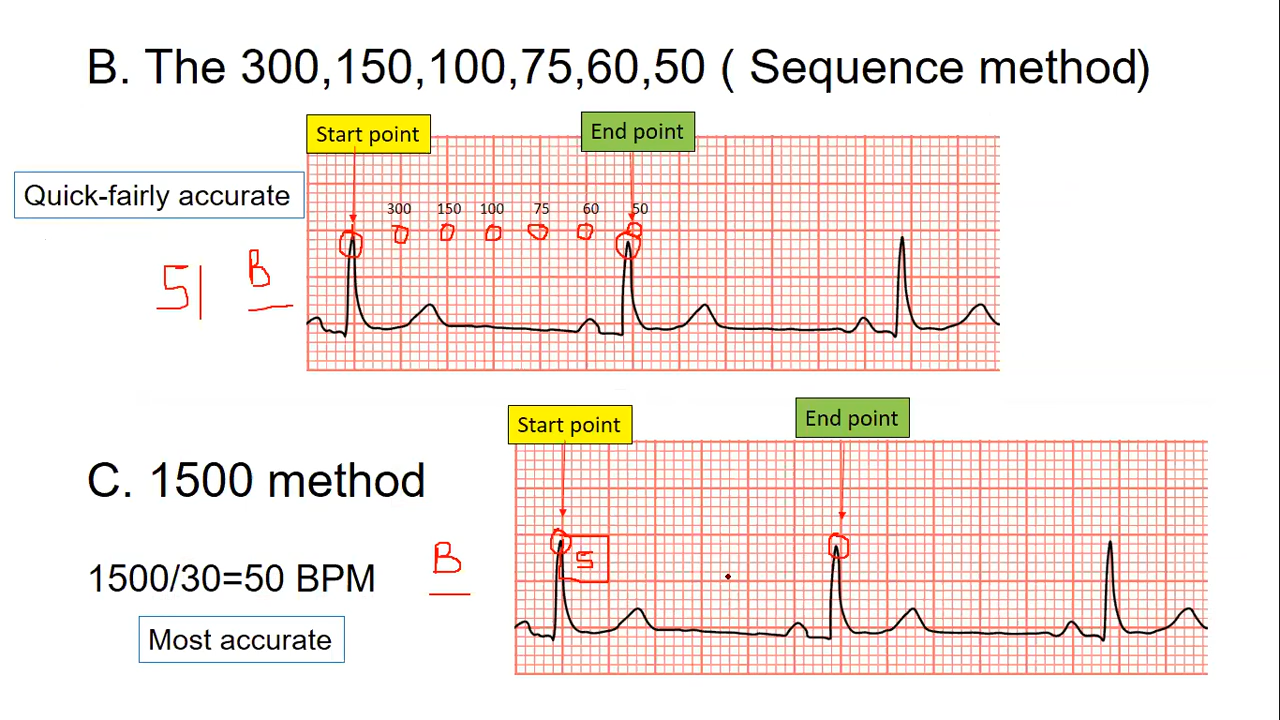 B. The 300,150,100,75,60,50 ( Sequence method)
Start point
End point
Quick-fairly accurate
300 150 100 75 60 50
51 B
Start point
End point
C. 1500 method
B
5
1500/30=50 BPM
Most accurate